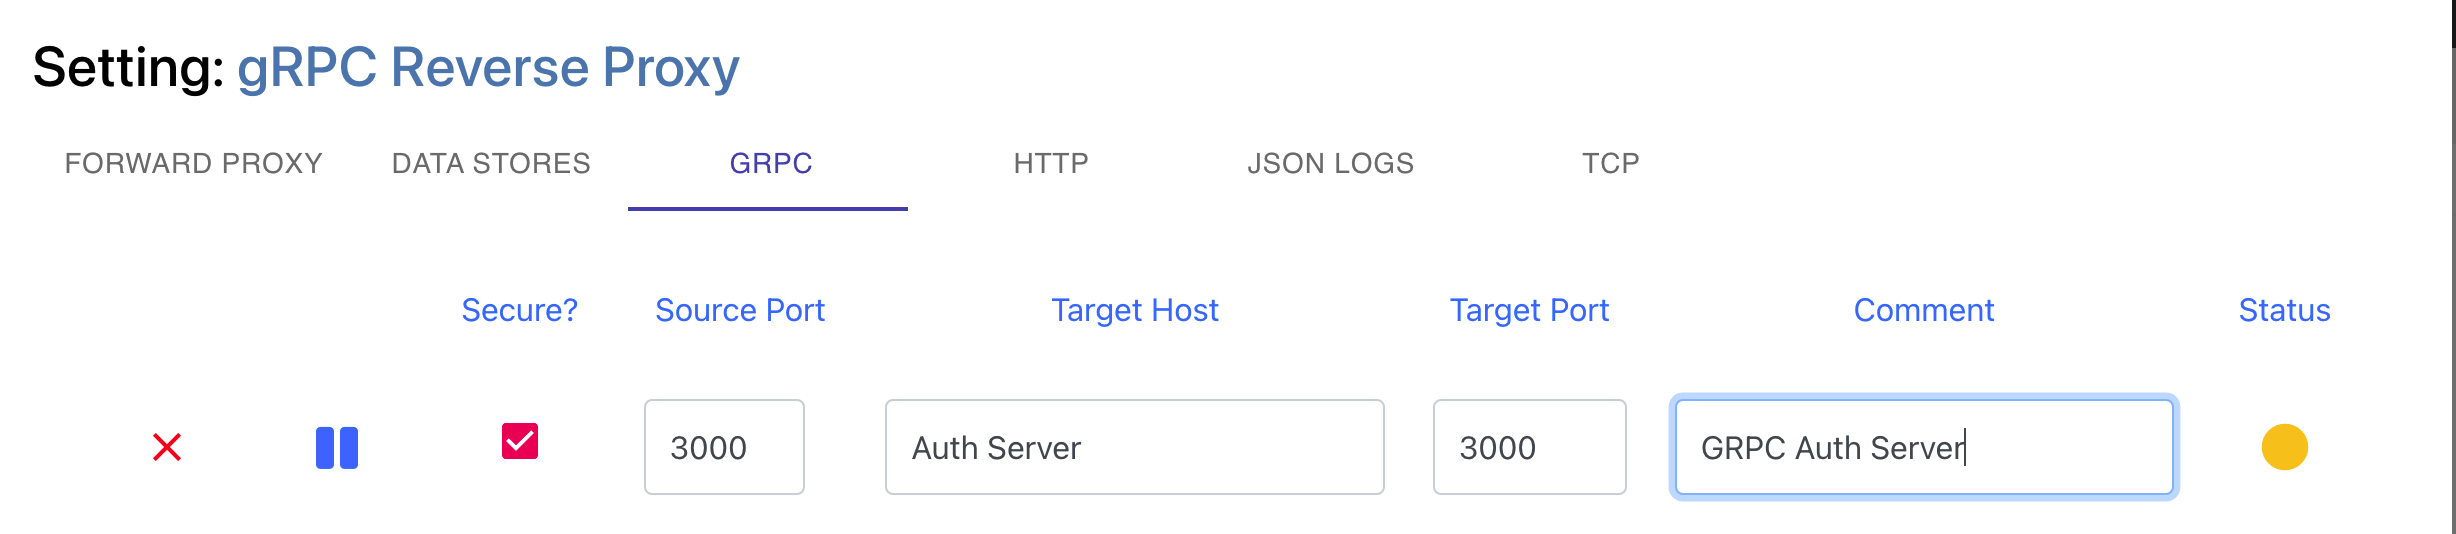 Setting: gRPC Reverse Proxy
FORWARD PROXY DATA STORES GRPC HTTP JSON LOGS TCP
Secure? Source Port Target Host Target Port Comment Status
3000 Auth Server 3000 GRPC Auth Server